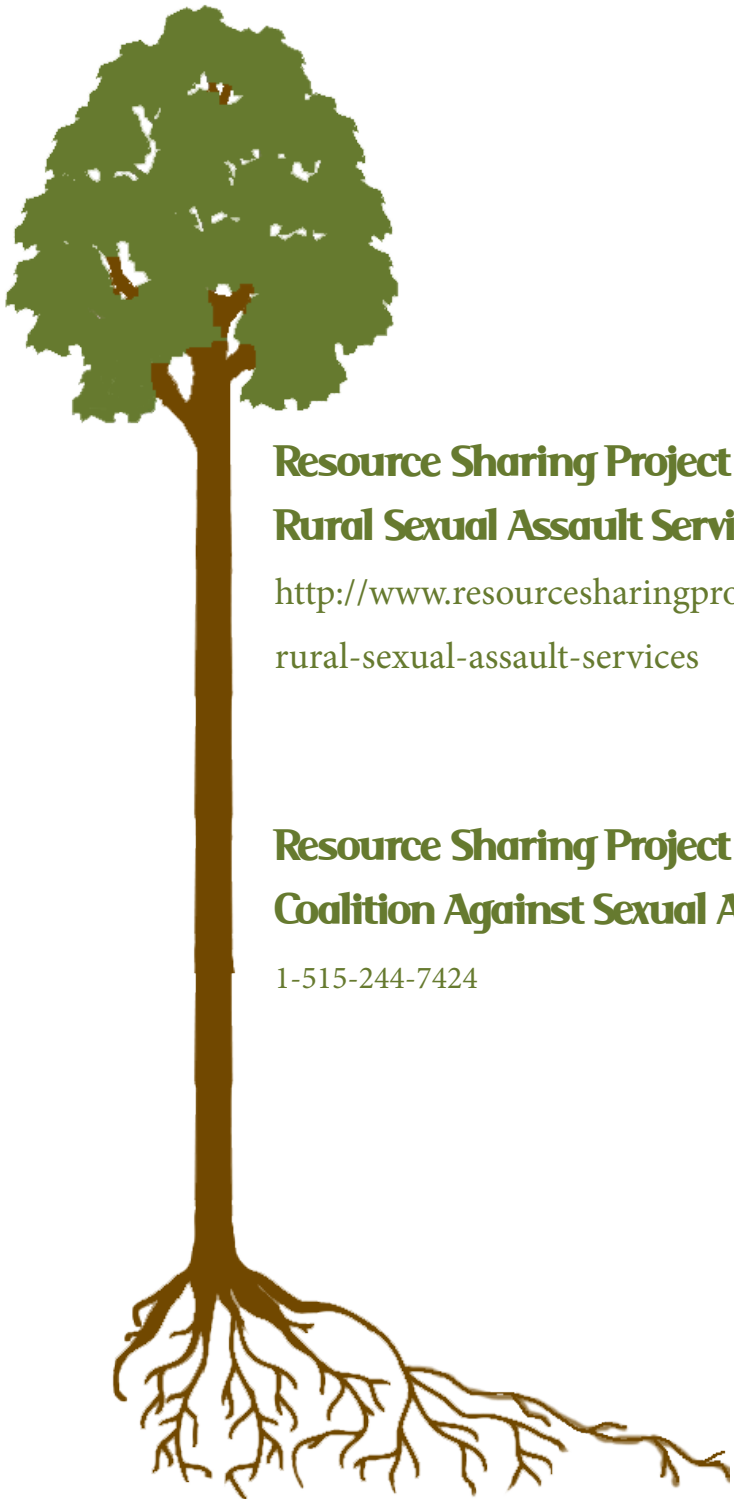 Resource Sharing Project
Rural Sexual Assault Servi
http://www.resourcesharingpro
rural-sexual-assault-services
Resource Sharing Project
Coalition Against Sexual A
1-515-244-7424